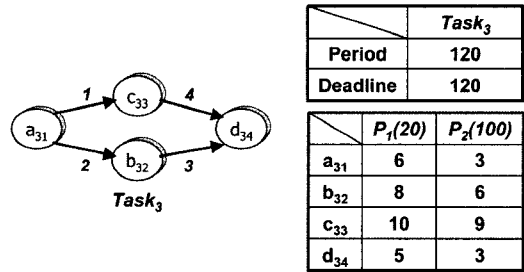 1
4
c33
a31
d34
b32
2
3
Task3
Task3
Period 120
Deadline 120
P1(20) P2(100)
a31 6 3
b32 8 6
c33 10 9
d34 5 3